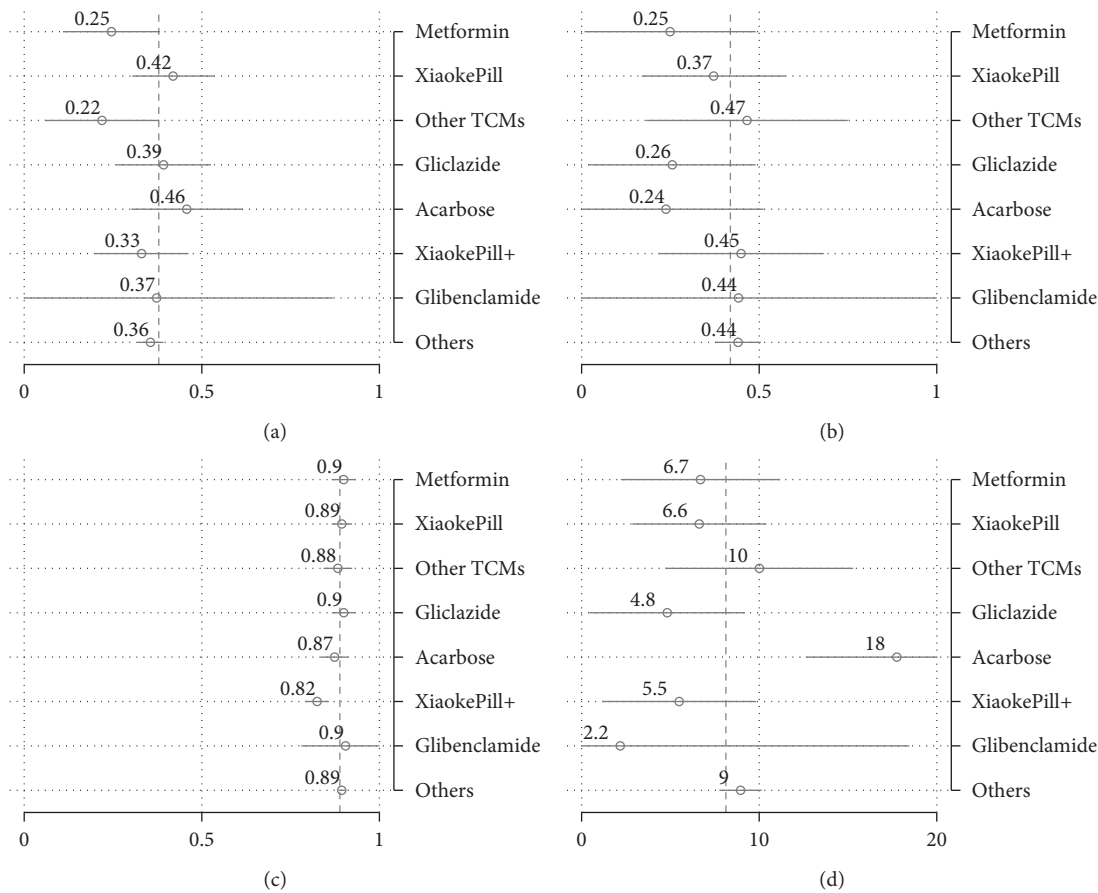 0.25 Metformin
0.42 XiaokePill
0.22 Other TCMs
0.39 Gliclazide
0.46 Acarbose
0.33 XiaokePill+
0.37 Glibenclamide
0.36 Others
0 0.5 1
(a)
0.25 Metformin
0.37 XiaokePill
0.47 Other TCMs
0.26 Gliclazide
0.24 Acarbose
0.45 XiaokePill+
0.44 Glibenclamide
0.44 Others
0 0.5 1
(b)
0.9 Metformin
0.89 XiaokePill
0.88 Other TCMs
0.9 Gliclazide
0.87 Acarbose
0.82 XiaokePill+
0.9 Glibenclamide
0.89 Others
0 0.5 1
(c)
6.7 Metformin
6.6 XiaokePill
10 Other TCMs
4.8 Gliclazide
18 Acarbose
5.5 XiaokePill+
2.2 Glibenclamide
9 Others
0 10 20
(d)